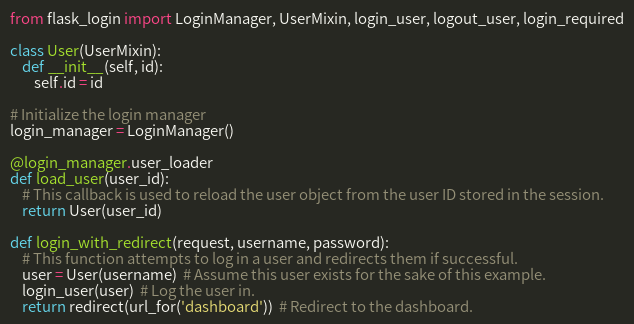 from flask_login import LoginManager, UserMixin, login_user, logout_user, login_required
class User(UserMixin):
def __init__(self, id):
self.id = id
# Initialize the login manager
login_manager = LoginManager()
@login_manager.user_loader
def load_user(user_id):
# This callback is used to reload the user object from the user ID stored in the session.
return User(user_id)
def login_with_redirect(request, username, password):
# This function attempts to log in a user and redirects them if successful.
user = User(username)  # Assume this user exists for the sake of this example.
login_user(user)  # Log the user in.
return redirect(url_for('dashboard'))  # Redirect to the dashboard.